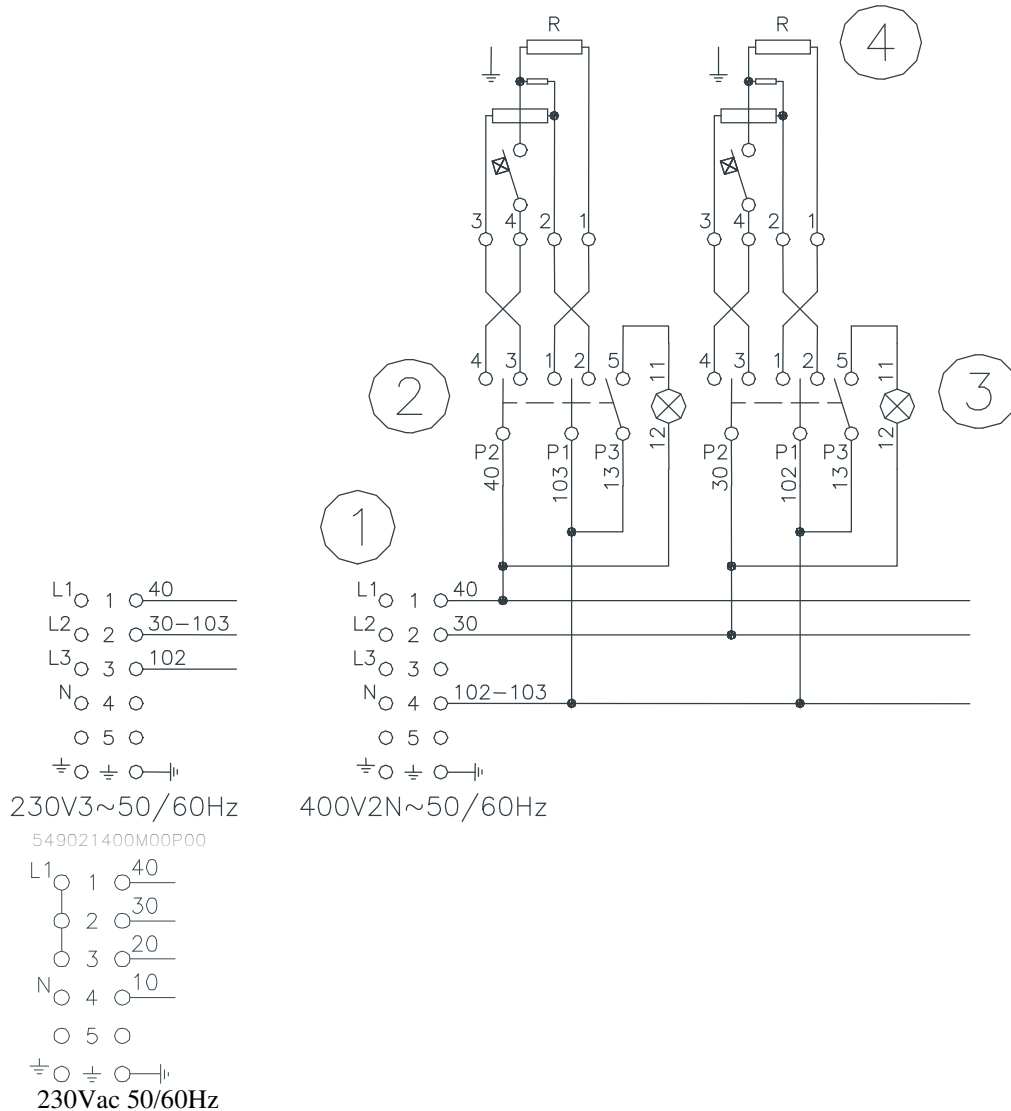 R R
4
3 4 2 1 3 4 2 1
4 3 1 2 5 11 4 3 1 2 5 11
2 3
12 12
P2 P1 P3 P2 P1 P3
40 103 13 30 102 13
1
L1 1 40 L1 1 40
L2 2 30-103 L2 2 30
L3 3 102 L3 3
N 4 N 4 102-103
5 5
230V3~50/60Hz 400V2N~50/60Hz
549021400M00P00
L1 1 40
2 30
3 20
N 4 10
5
230Vac 50/60Hz